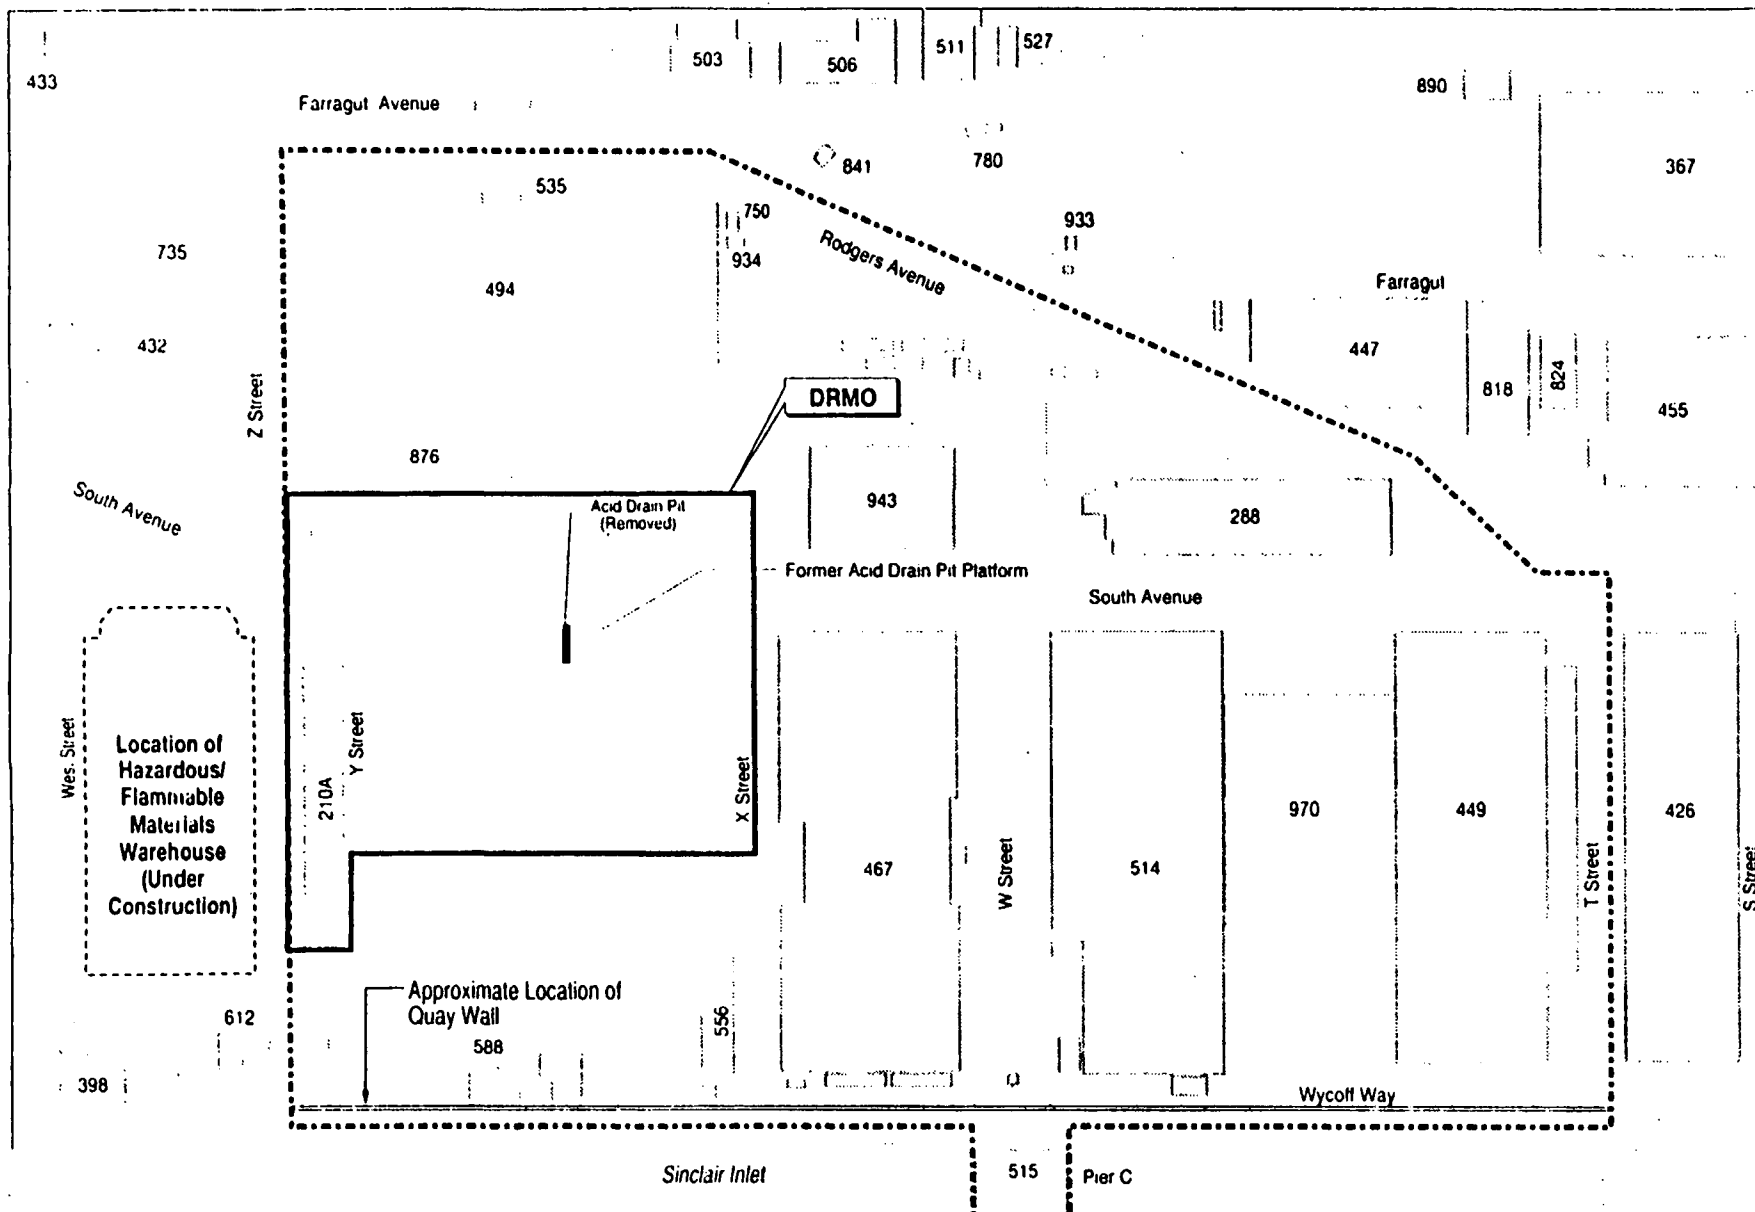 503
506
511
527
433
890
Farragut Avenue
841
780
367
535
750
933
735
934
Rodgers Avenue
494
Farragut
432
447
818
824
455
Z Street
DRMO
876
South Avenue
Acid Drain Pit
(Removed)
943
288
Former Acid Drain Pit Platform
South Avenue
Location of
Hazardous/
Flammable
Materials
Warehouse
(Under
Construction)
210A
Y Street
X Street
467
W Street
514
970
449
T Street
426
S Street
Approximate Location of
Quay Wall
612
588
556
398
Wycoff Way
Sinclair Inlet
515
Pier C